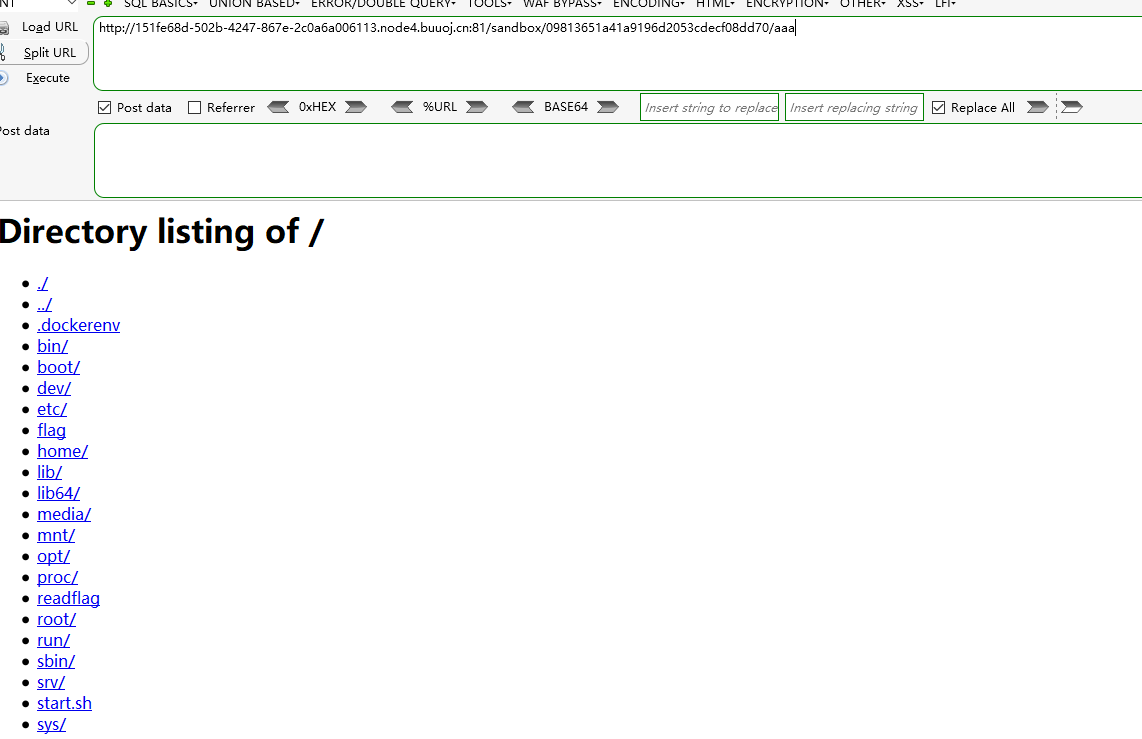 NT SQL BASICS UNION BASED ERROR/DOUBLE QUERY TOOLS WAF BYPASS ENCODING HTML ENCRYPTION OTHER XSS LFI
Load URL http://151fe68d-502b-4247-867e-2c0a6a006113.node4.buuoj.cn:81/sandbox/09813651a41a9196d2053cdecf08dd70/aaa
Split URL
Execute
Post data Referrer 0xHEX %URL BASE64 Insert string to replace Insert replacing string Replace All
Post data
Directory listing of /
./
../
.dockerenv
bin/
boot/
dev/
etc/
flag
home/
lib/
lib64/
media/
mnt/
opt/
proc/
readflag
root/
run/
sbin/
srv/
start.sh
sys/